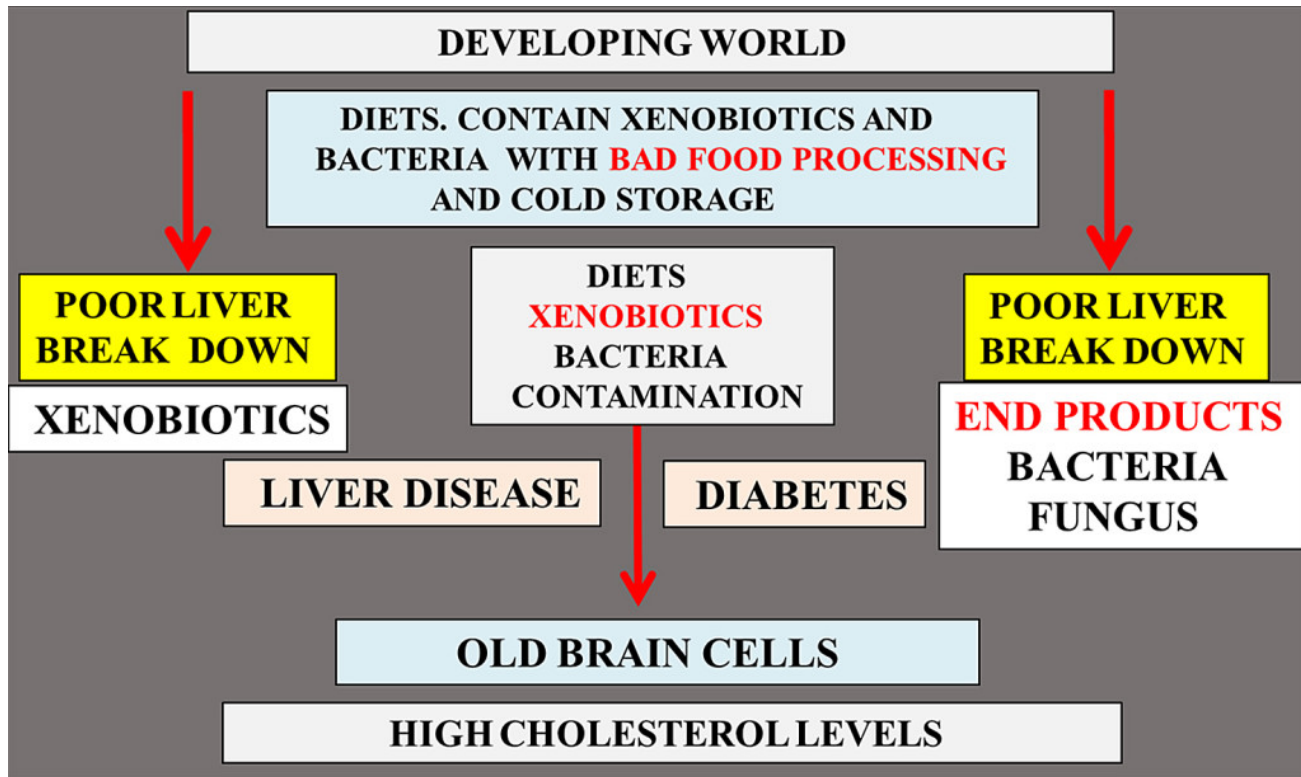 DEVELOPING WORLD
DIETS. CONTAIN XENOBIOTICS AND
BACTERIA WITH BAD FOOD PROCESSING
AND COLD STORAGE
POOR LIVER
BREAK DOWN
XENOBIOTICS
DIETS
XENOBIOTICS
BACTERIA
CONTAMINATION
POOR LIVER
BREAK DOWN
END PRODUCTS
BACTERIA
FUNGUS
LIVER DISEASE
DIABETES
OLD BRAIN CELLS
HIGH CHOLESTEROL LEVELS